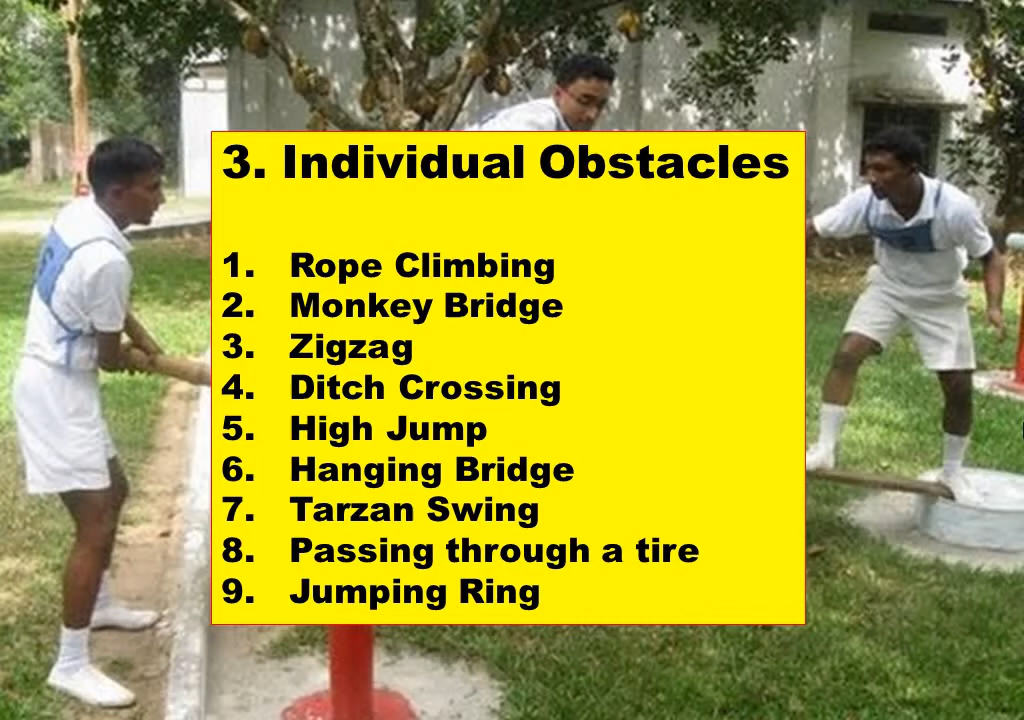 3. Individual Obstacles
1. Rope Climbing
2. Monkey Bridge
3. Zigzag
4. Ditch Crossing
5. High Jump
6. Hanging Bridge
7. Tarzan Swing
8. Passing through a tire
9. Jumping Ring